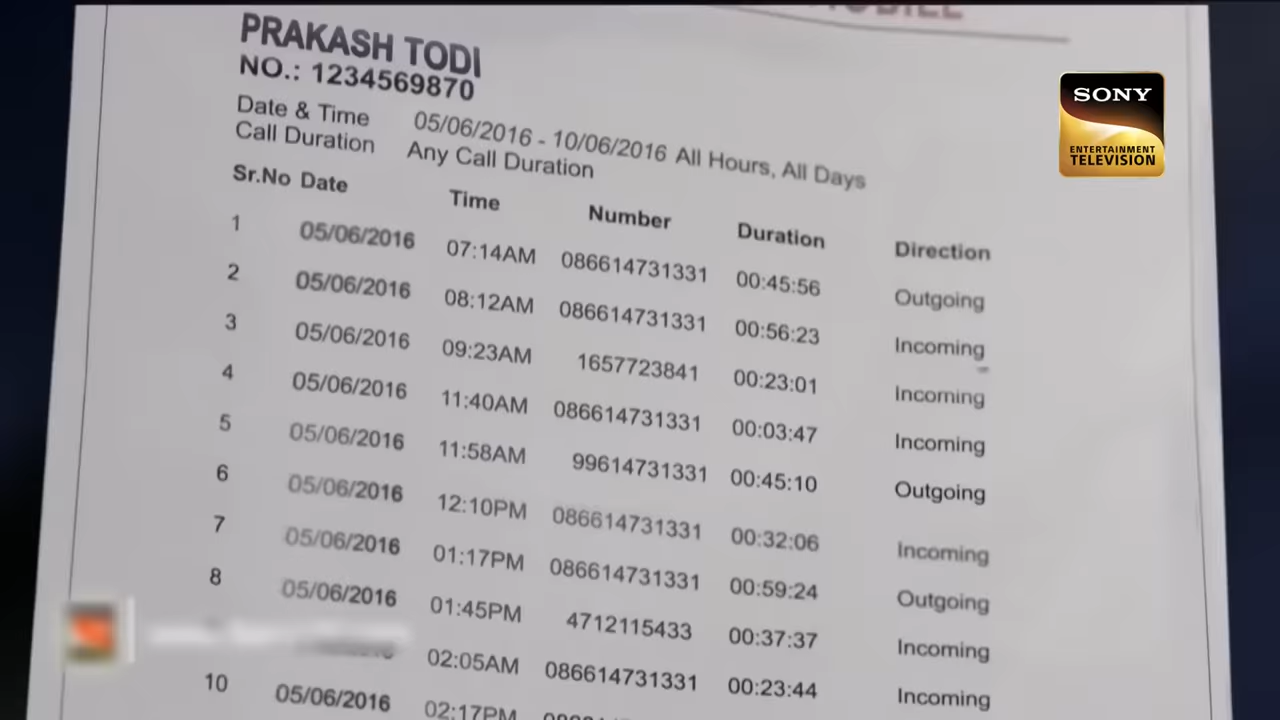 MOBILE
PRAKASH TODI
NO.: 1234569870
Date & Time 05/06/2016 - 10/06/2016 All Hours, All Days
Call Duration Any Call Duration
Sr.No Date Time Number Duration Direction
1 05/06/2016 07:14AM 086614731331 00:45:56 Outgoing
2 05/06/2016 08:12AM 086614731331 00:56:23 Incoming
3 05/06/2016 09:23AM 1657723841 00:23:01 Incoming
4 05/06/2016 11:40AM 086614731331 00:03:47 Incoming
5 05/06/2016 11:58AM 99614731331 00:45:10 Outgoing
6 05/06/2016 12:10PM 086614731331 00:32:06 Incoming
7 05/06/2016 01:17PM 086614731331 00:59:24 Outgoing
8 05/06/2016 01:45PM 4712115433 00:37:37 Incoming
02:05AM 086614731331 00:23:44 Incoming
10 05/06/2016 02:17PM
SONY
ENTERTAINMENT
TELEVISION